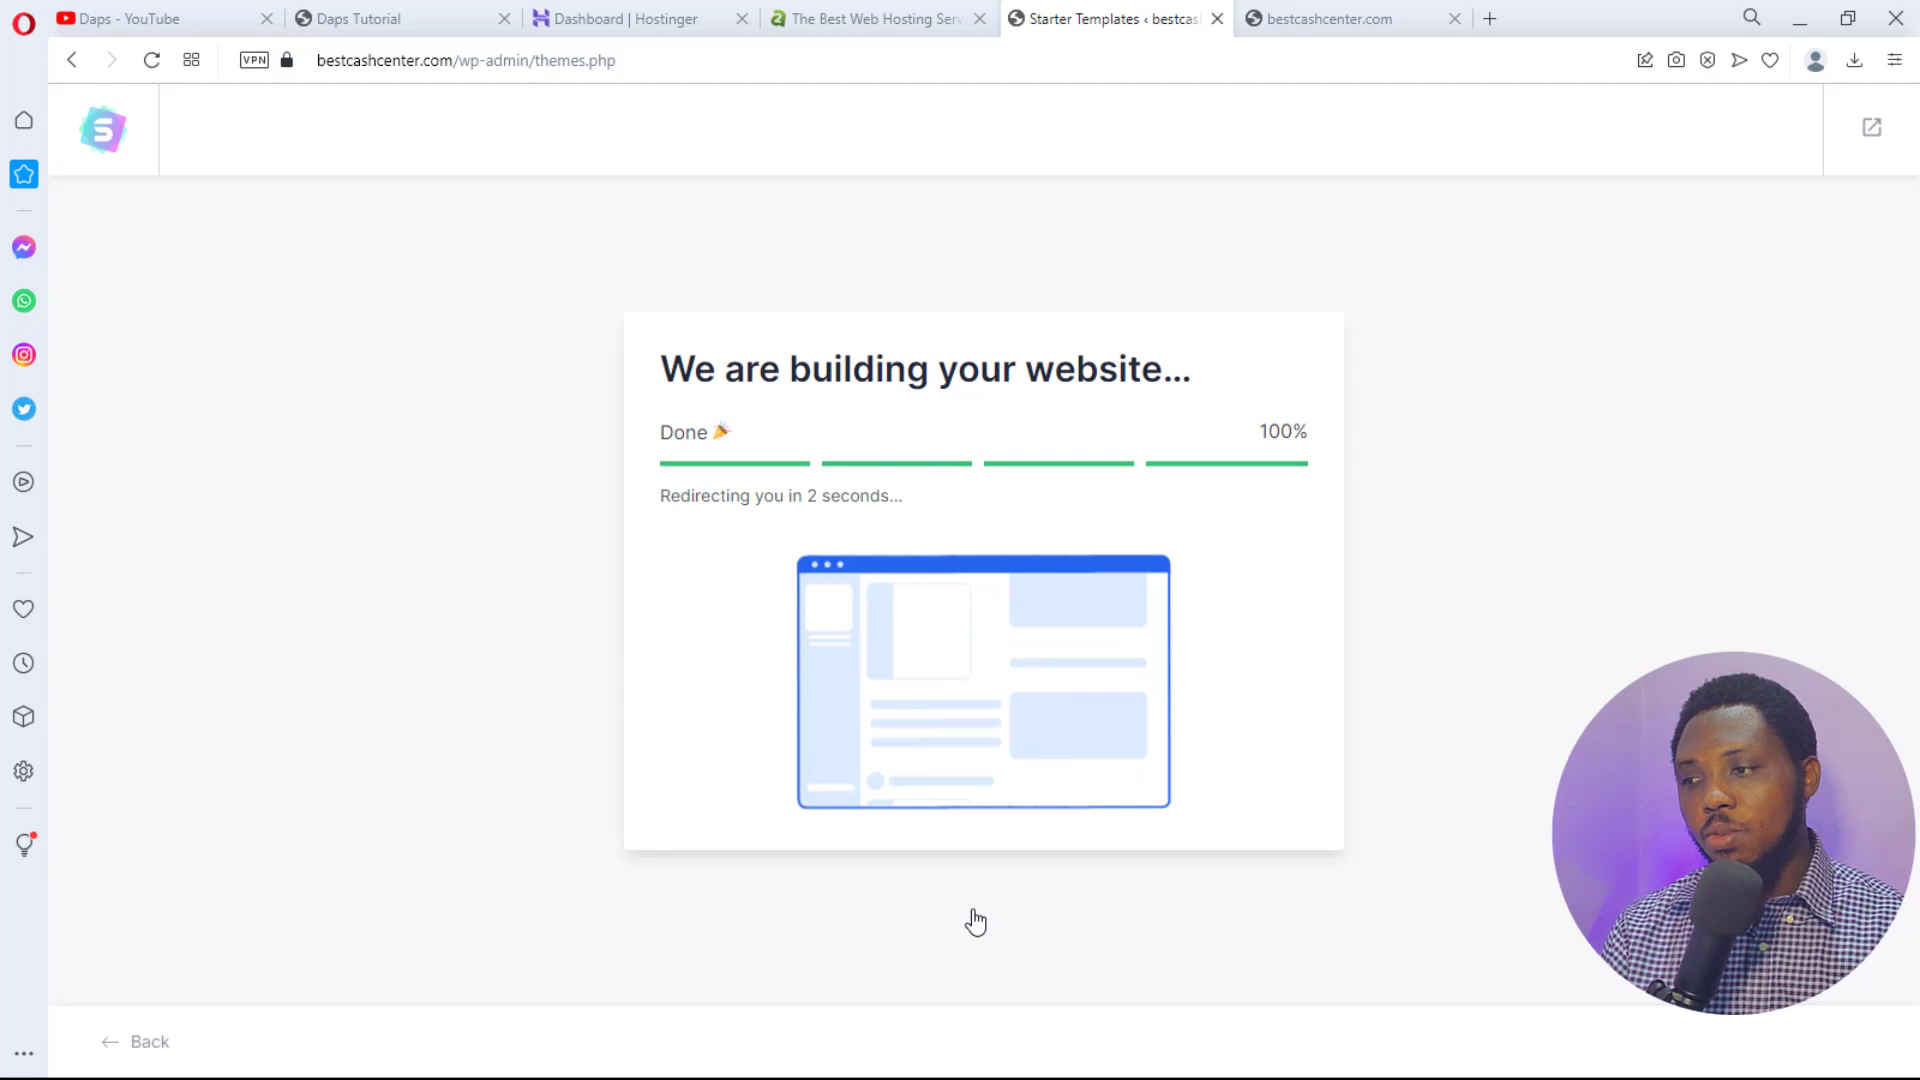 Daps - YouTube
Daps Tutorial
Dashboard | Hostinger
The Best Web Hosting Serv
Starter Templates ‹ bestcas
bestcashcenter.com
VPN
bestcashcenter.com/wp-admin/themes.php
S
We are building your website...
Done 🎉
100%
Redirecting you in 2 seconds...
← Back